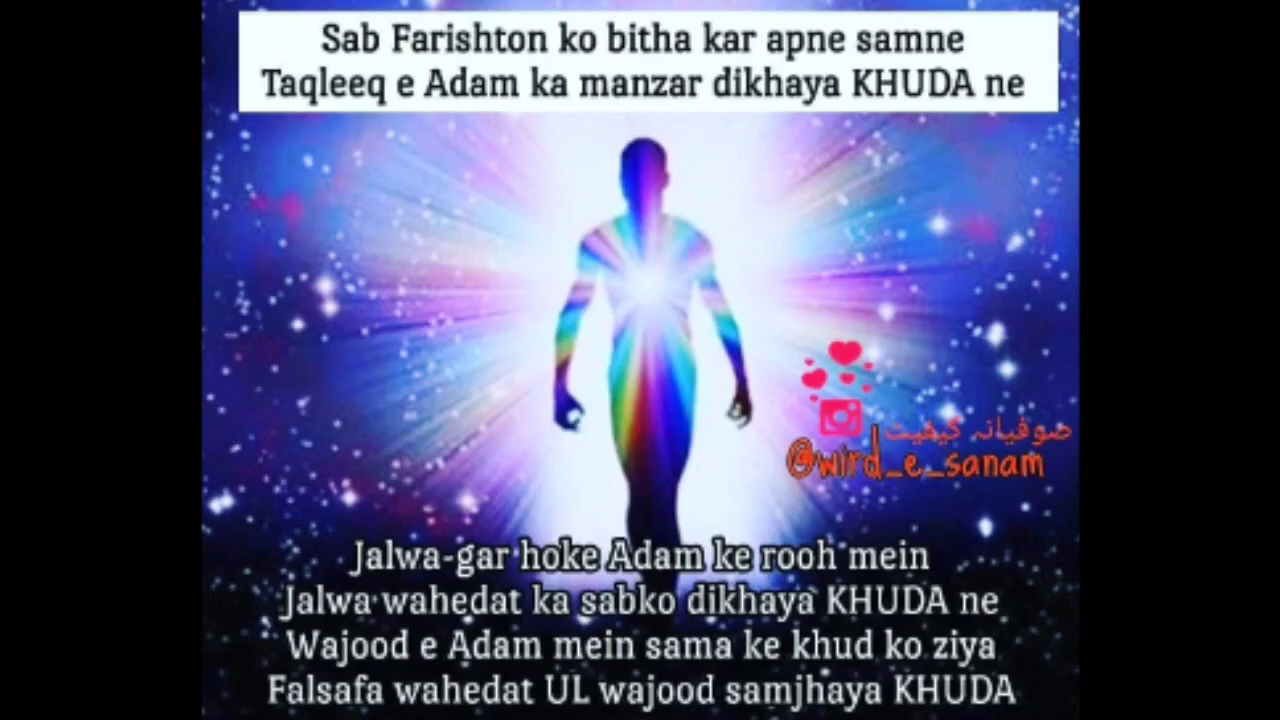 Sab Farishton ko bitha kar apne samne
Taqleeq e Adam ka manzar dikhaya KHUDA ne
صوفیانہ کیفیت
@wird_e_sanam
Jalwa-gar hoke Adam ke rooh mein
Jalwa wahedat ka sabko dikhaya KHUDA ne
Wajood e Adam mein sama ke khud ko ziya
Falsafa wahedat UL wajood samjhaya KHUDA